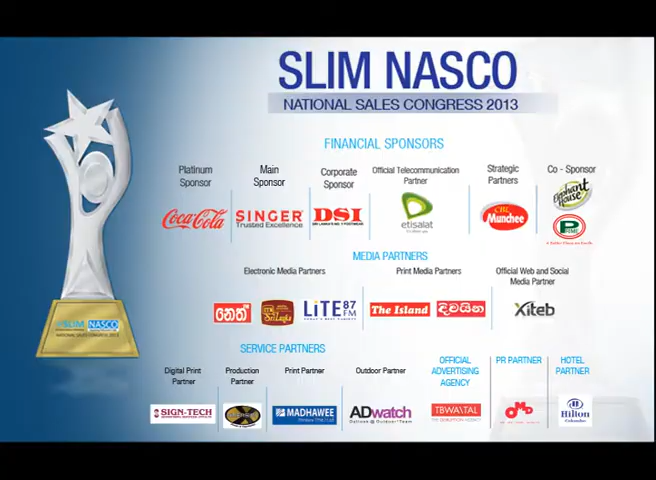 SLIM NASCO
NATIONAL SALES CONGRESS 2013
FINANCIAL SPONSORS
Platinum
Sponsor
Main
Sponsor
Corporate
Sponsor
Official Telecommunication
Partner
Strategic
Partners
Co - Sponsor
Coca-Cola
SINGER
Trusted Excellence
DSI
etisalat
CBL
Munchee
Elephant
House
MEDIA PARTNERS
Electronic Media Partners
Print Media Partners
Official Web and Social
Media Partner
නෙත්
LiTE 87
FM
The Island
දිවයින
Xiteb
SLIM NASCO
NATIONAL SALES CONGRESS 2013
SERVICE PARTNERS
Digital Print
Partner
Production
Partner
Print Partner
Outdoor Partner
OFFICIAL
ADVERTISING
AGENCY
PR PARTNER
HOTEL
PARTNER
SIGN-TECH
MADHAWEE
ADwatch
TBWA\TAL
Hilton
Colombo